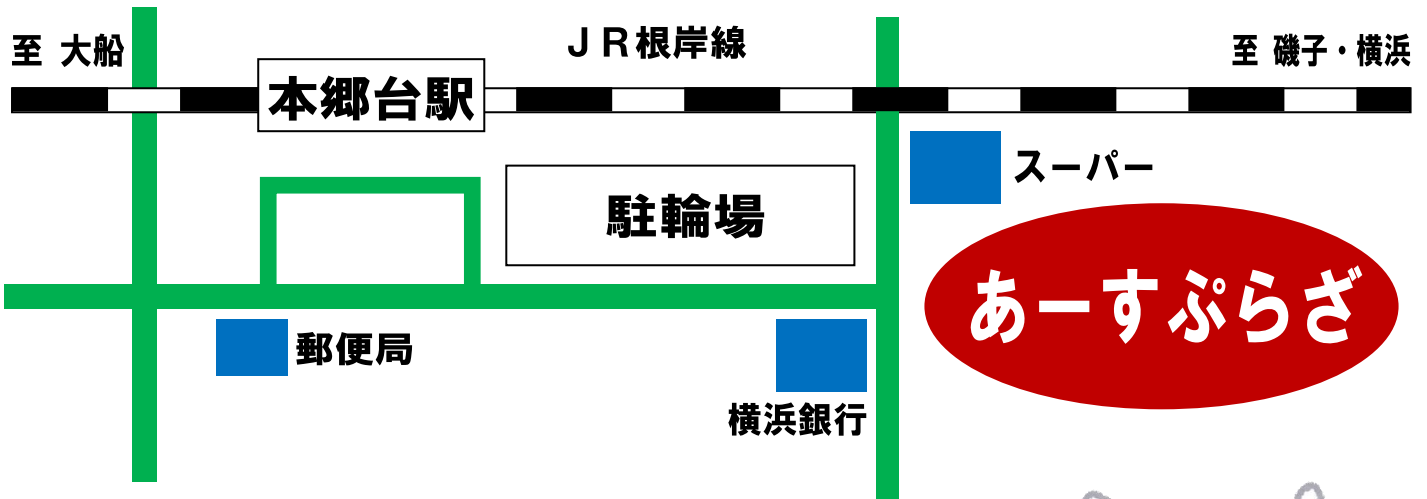 至 大船
JR根岸線
至 磯子・横浜
本郷台駅
スーパー
駐輪場
あーすぷらざ
郵便局
横浜銀行